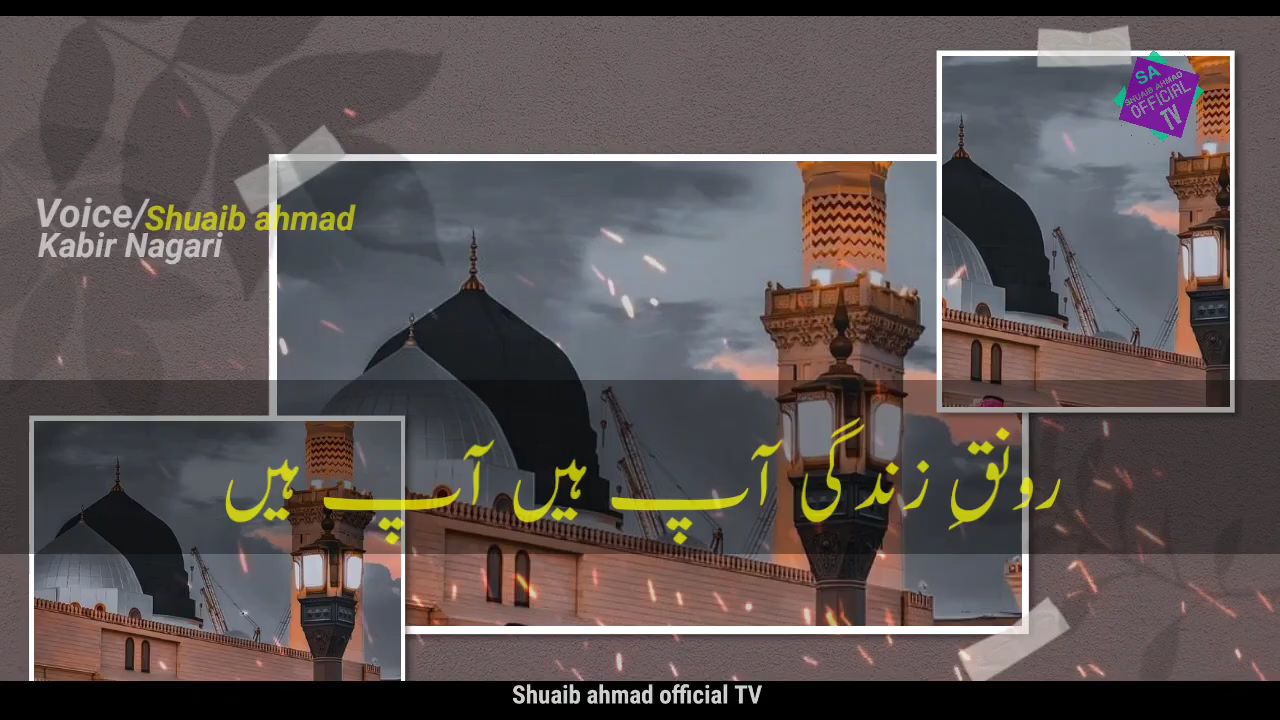 SA
SHUAIB AHMAD
OFFICIAL
TV
Voice/Shuaib ahmad
Kabir Nagari
رونقِ زندگی آپ ہیں آپ ہیں
Shuaib ahmad official TV